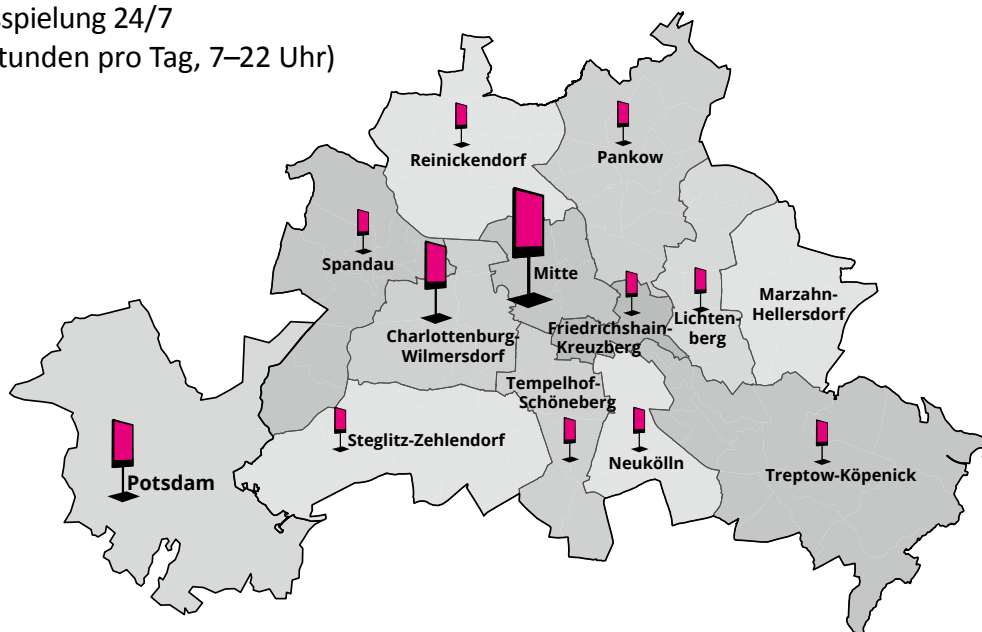 spielung 24/7
tunden pro Tag, 7–22 Uhr)
Reinickendorf
Pankow
Spandau
Mitte
Marzahn-
Hellersdorf
Charlottenburg-
Wilmersdorf
Friedrichshain-
Kreuzberg
Lichten-
berg
Tempelhof-
Schöneberg
Steglitz-Zehlendorf
Neukölln
Treptow-Köpenick
Potsdam